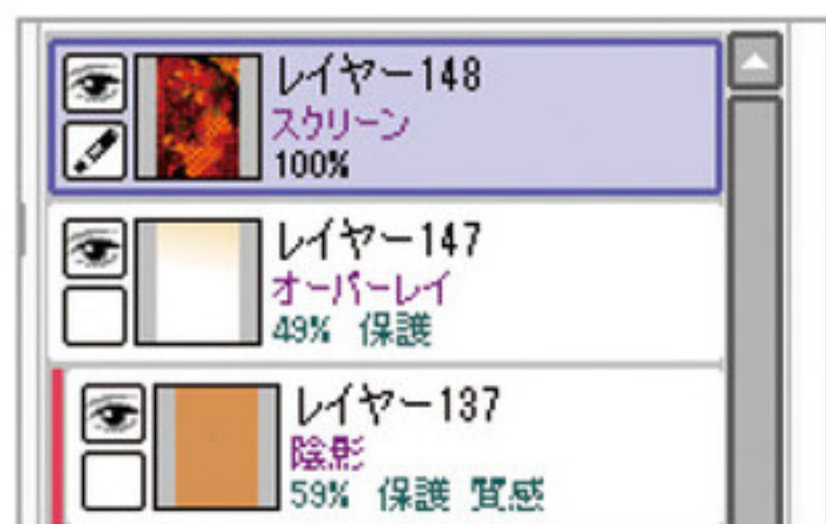 レイヤー148
スクリーン
100%
レイヤー147
オーバーレイ
49% 保護
レイヤー137
陰影
59% 保護 質感